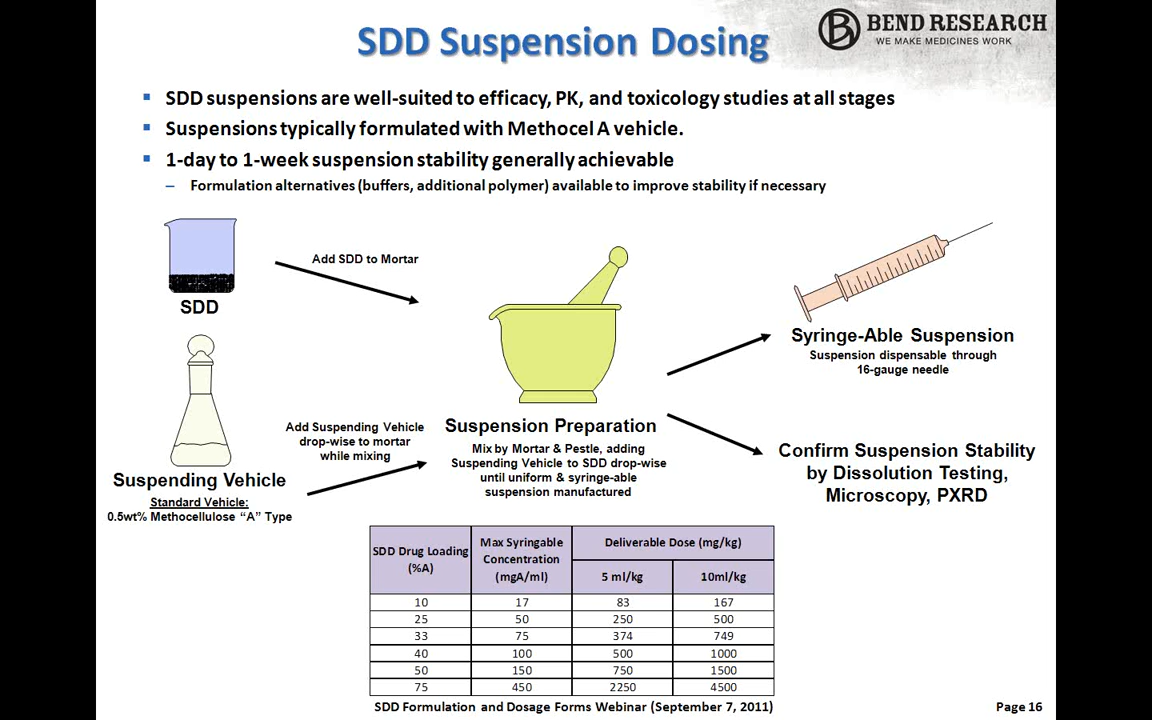 SDD Suspension Dosing
BEND RESEARCH
WE MAKE MEDICINES WORK
SDD suspensions are well-suited to efficacy, PK, and toxicology studies at all stages
Suspensions typically formulated with Methocel A vehicle.
1-day to 1-week suspension stability generally achievable
– Formulation alternatives (buffers, additional polymer) available to improve stability if necessary
Add SDD to Mortar
SDD
Suspending Vehicle
Standard Vehicle:
0.5wt% Methocellulose “A” Type
Add Suspending Vehicle
drop-wise to mortar
while mixing
Suspension Preparation
Mix by Mortar & Pestle, adding
Suspending Vehicle to SDD drop-wise
until uniform & syringe-able
suspension manufactured
Syringe-Able Suspension
Suspension dispensable through
16-gauge needle
Confirm Suspension Stability
by Dissolution Testing,
Microscopy, PXRD
SDD Drug Loading
(%A)
Max Syringable
Concentration
(mgA/ml)
Deliverable Dose (mg/kg)
5 ml/kg 10ml/kg
10 17 83 167
25 50 250 500
33 75 374 749
40 100 500 1000
50 150 750 1500
75 450 2250 4500
SDD Formulation and Dosage Forms Webinar (September 7, 2011)
Page 16